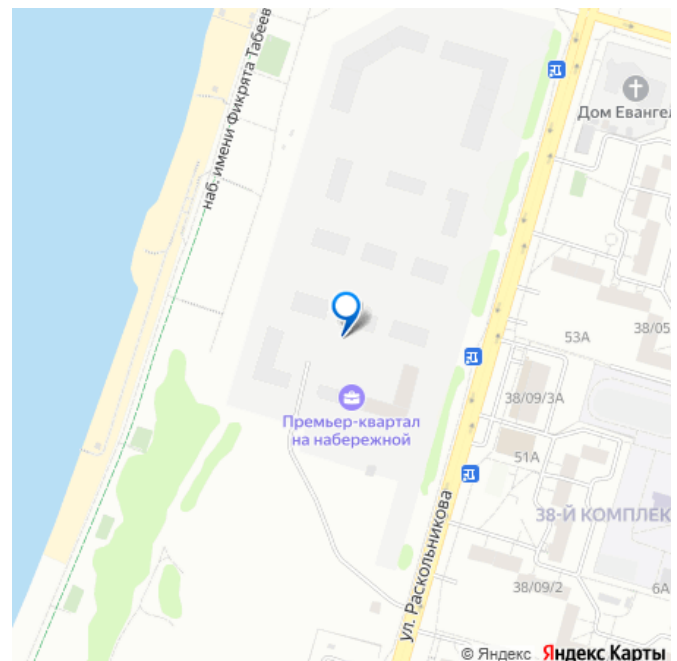 наб. имени Фикрята Табеев
Дом Евангел
53А
38/05
38/09/3А
Премьер-квартал
на набережной
51А
38-Й КОМПЛЕК
ул. Раскольникова
38/09/2
6А
© Яндекс Яндекс Карты